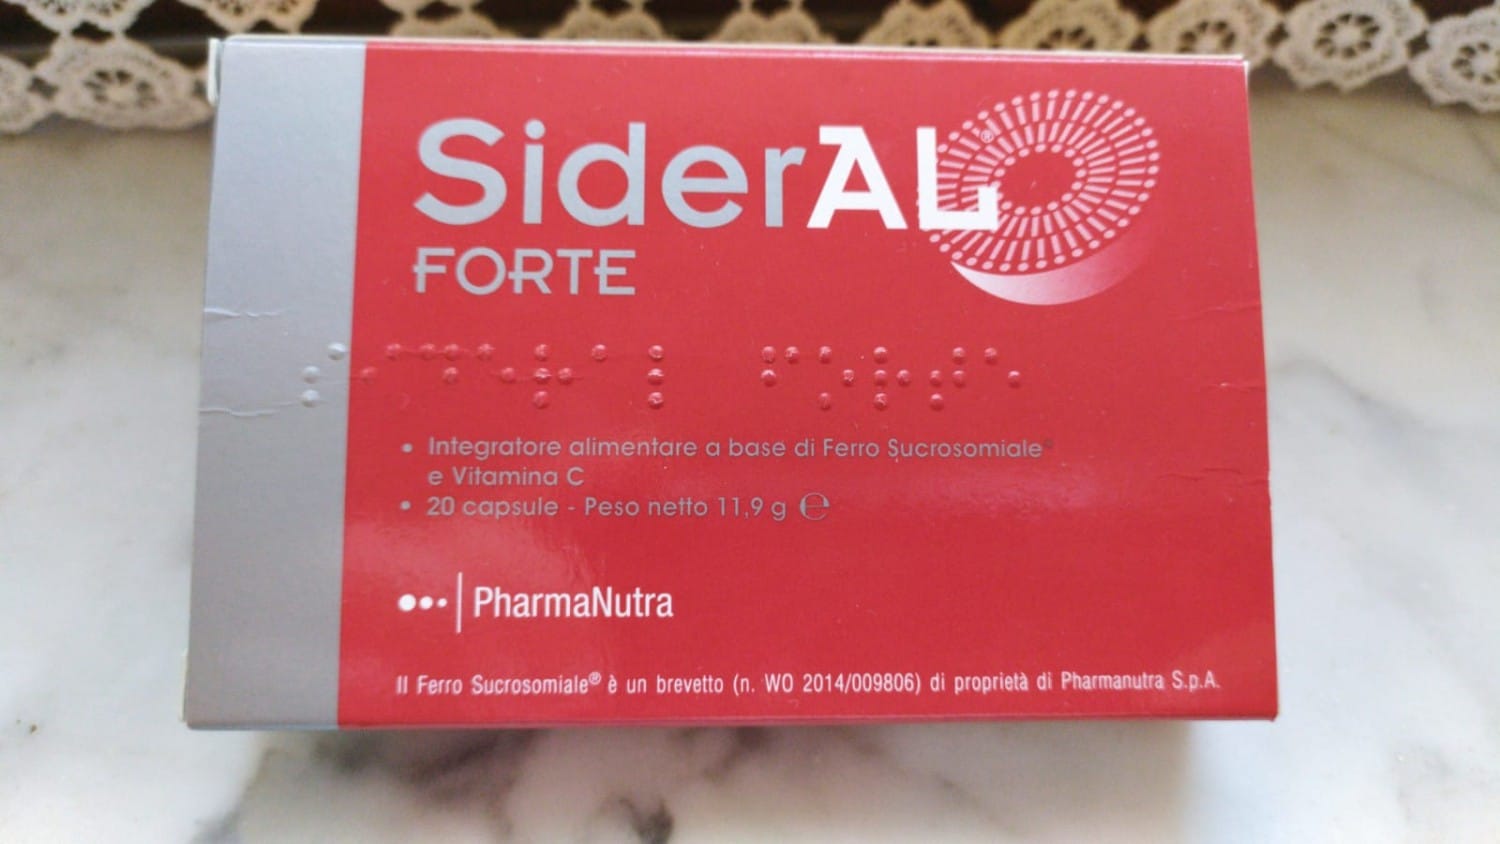 SiderAL®
FORTE
• Integratore alimentare a base di Ferro Sucrosomiale®
e Vitamina C
• 20 capsule - Peso netto 11,9 g ℮
PharmaNutra
Il Ferro Sucrosomiale® è un brevetto (n. WO 2014/009806) di proprietà di Pharmanutra S.p.A.